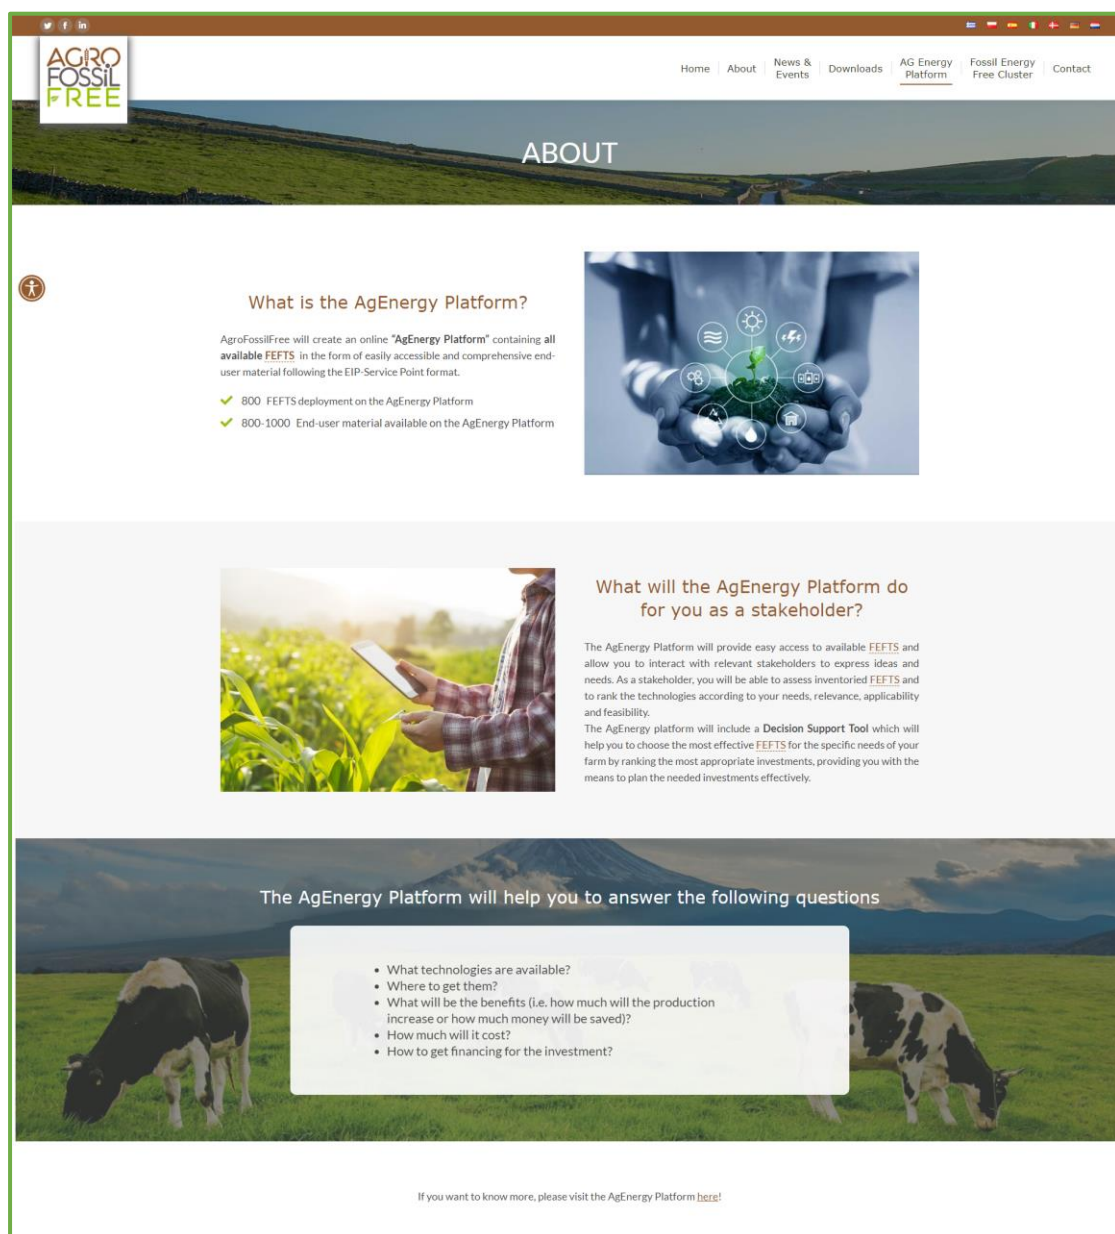 AGRO
FOSSIL
FREE
Home
About
News &
Events
Downloads
AG Energy
Platform
Fossil Energy
Free Cluster
Contact
ABOUT
What is the AgEnergy Platform?
AgroFossilFree will create an online “AgEnergy Platform” containing all
available FEFTS in the form of easily accessible and comprehensive end-
user material following the EIP-Service Point format.
800 FEFTS deployment on the AgEnergy Platform
800-1000 End-user material available on the AgEnergy Platform
What will the AgEnergy Platform do
for you as a stakeholder?
The AgEnergy Platform will provide easy access to available FEFTS and
allow you to interact with relevant stakeholders to express ideas and
needs. As a stakeholder, you will be able to assess inventoried FEFTS and
to rank the technologies according to your needs, relevance, applicability
and feasibility.
The AgEnergy platform will include a Decision Support Tool which will
help you to choose the most effective FEFTS for the specific needs of your
farm by ranking the most appropriate investments, providing you with the
means to plan the needed investments effectively.
The AgEnergy Platform will help you to answer the following questions
• What technologies are available?
• Where to get them?
• What will be the benefits (i.e. how much will the production
increase or how much money will be saved)?
• How much will it cost?
• How to get financing for the investment?
If you want to know more, please visit the AgEnergy Platform here!